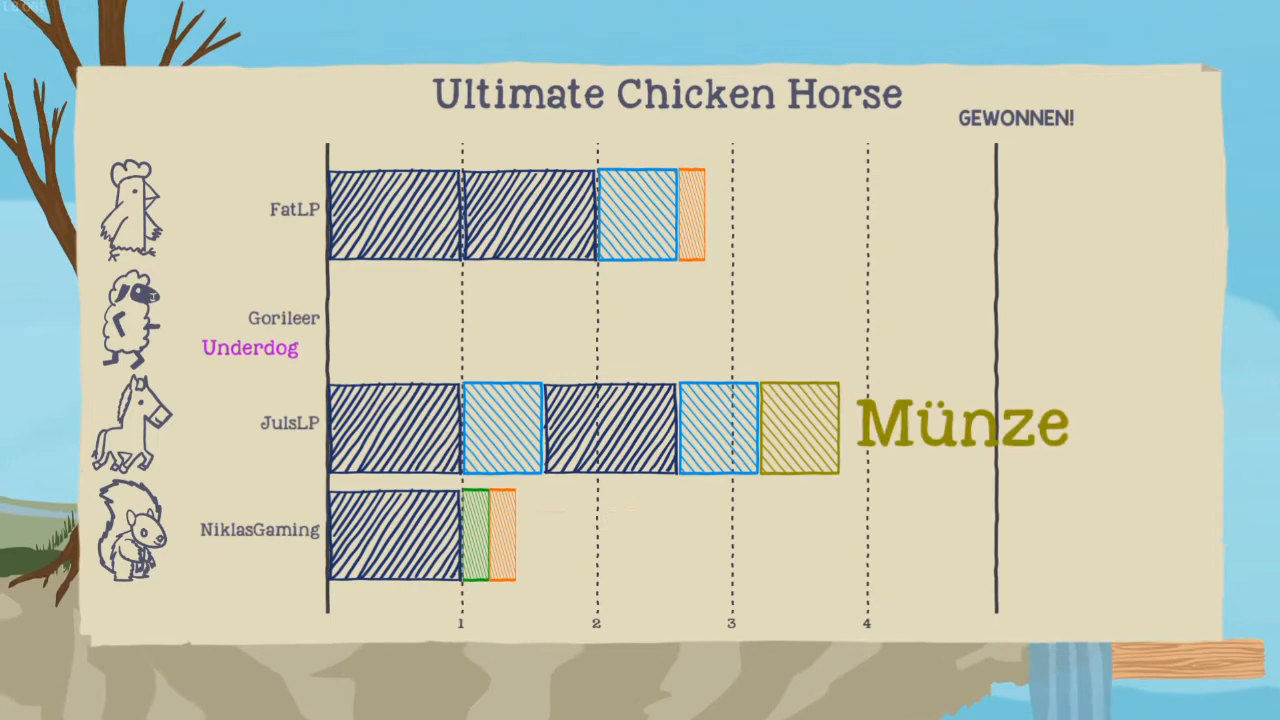 Ultimate Chicken Horse
GEWONNEN!
FatLP
Gorileer
Underdog
JulsLP
Münze
NiklasGaming
1 2 3 4